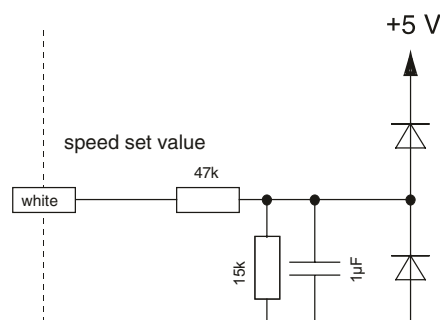 +5 V
speed set value
47k
white
15k
1µF